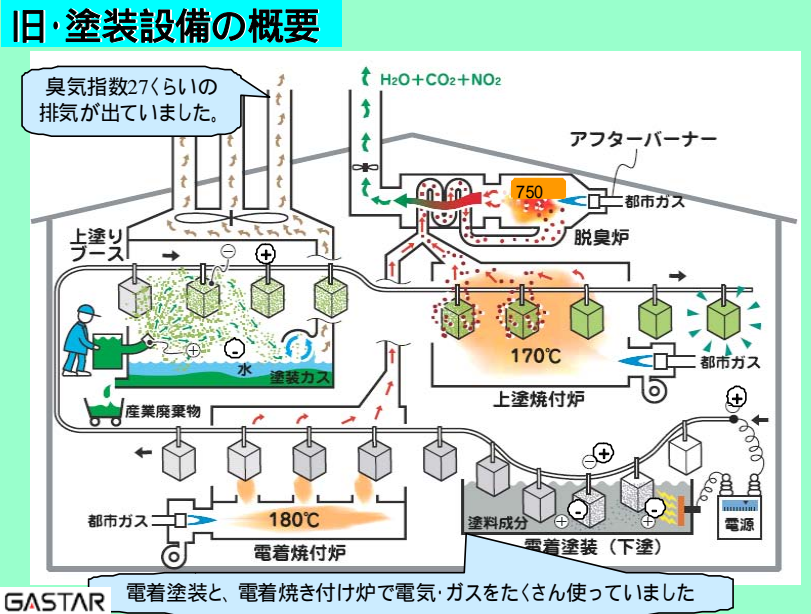 旧･塗装設備の概要
臭気指数27くらいの
排気が出ていました。
H₂O＋CO₂＋NO₂
アフターバーナー
750
都市ガス
脱臭炉
上塗り
ブース
－
＋
170℃
＋
－
水
塗装カス
都市ガス
上塗焼付炉
産業廃棄物
＋
＋
－
都市ガス
180℃
電着焼付炉
塗料成分
＋
－
＋
－
電源
電着塗装（下塗）
電着塗装と、電着焼き付け炉で電気･ガスをたくさん使っていました
GASTAR